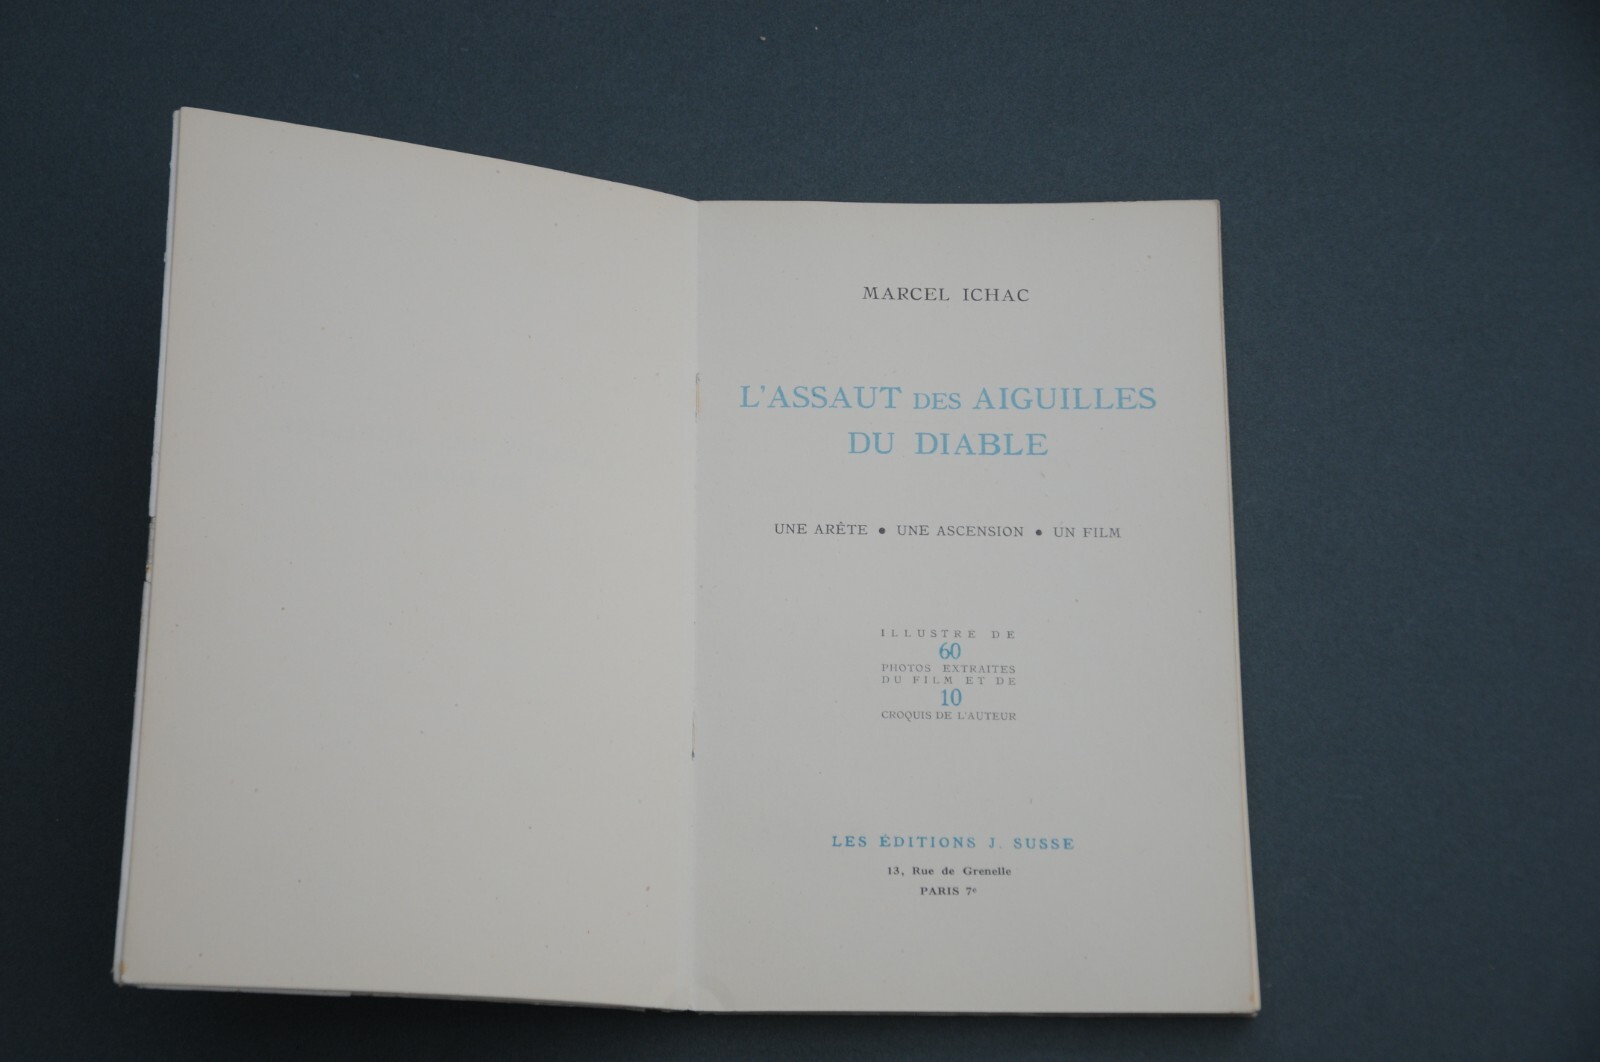 MARCEL ICHAC
L'ASSAUT DES AIGUILLES
DU DIABLE
UNE ARÊTE • UNE ASCENSION • UN FILM
ILLUSTRÉ DE
60
PHOTOS EXTRAITES
DU FILM ET DE
10
CROQUIS DE L'AUTEUR
LES ÉDITIONS J. SUSSE
13, Rue de Grenelle
PARIS 7e